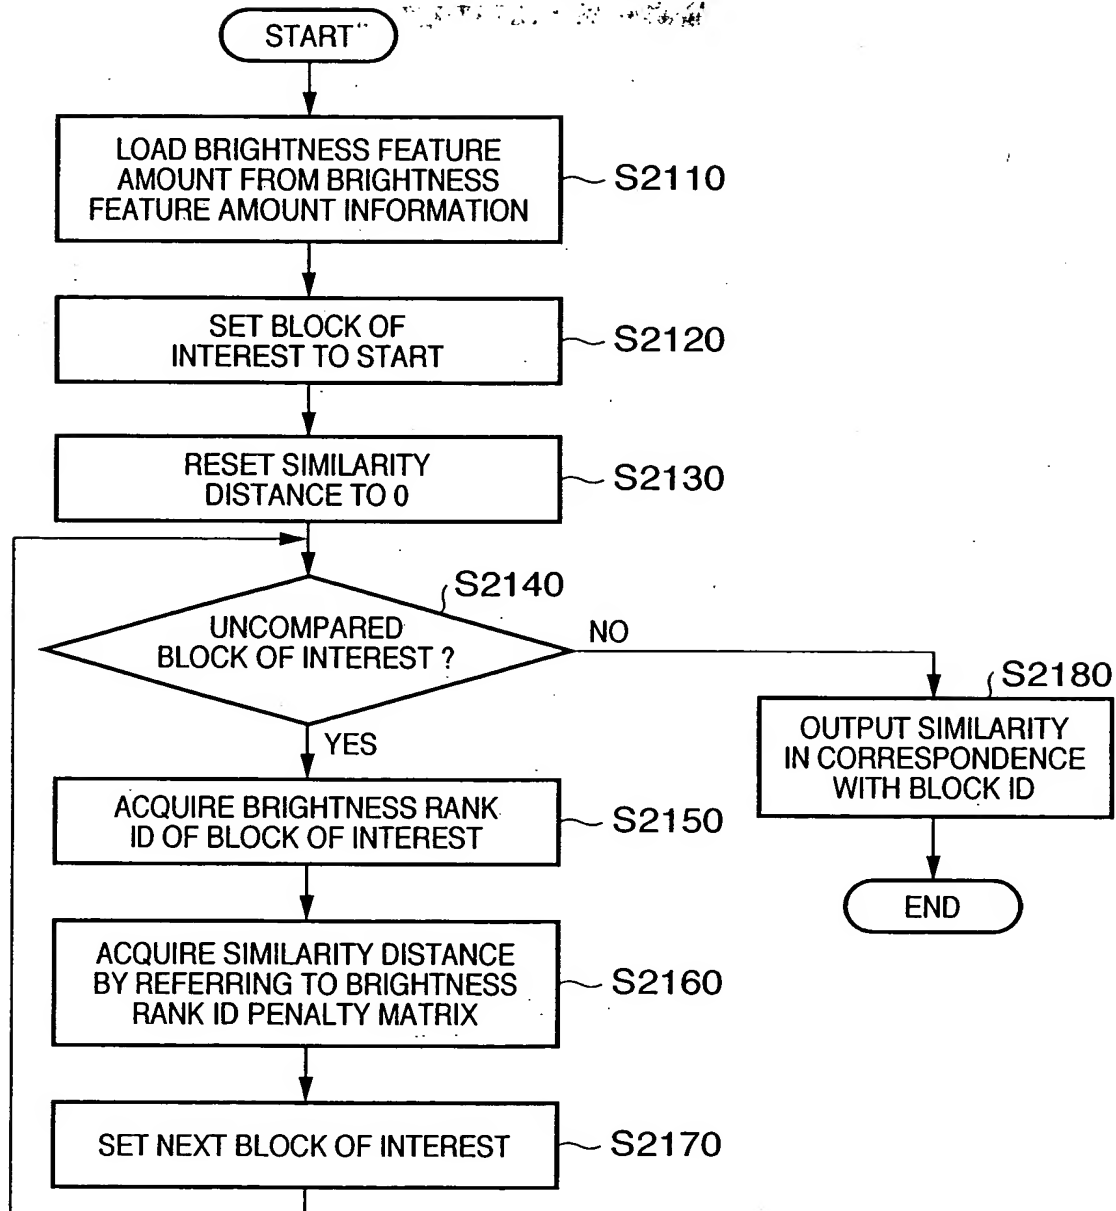 START
LOAD BRIGHTNESS FEATURE
AMOUNT FROM BRIGHTNESS
FEATURE AMOUNT INFORMATION
S2110
SET BLOCK OF
INTEREST TO START
S2120
RESET SIMILARITY
DISTANCE TO 0
S2130
S2140
UNCOMPARED
BLOCK OF INTEREST ?
NO
YES
S2180
OUTPUT SIMILARITY
IN CORRESPONDENCE
WITH BLOCK ID
END
ACQUIRE BRIGHTNESS RANK
ID OF BLOCK OF INTEREST
S2150
ACQUIRE SIMILARITY DISTANCE
BY REFERRING TO BRIGHTNESS
RANK ID PENALTY MATRIX
S2160
SET NEXT BLOCK OF INTEREST
S2170